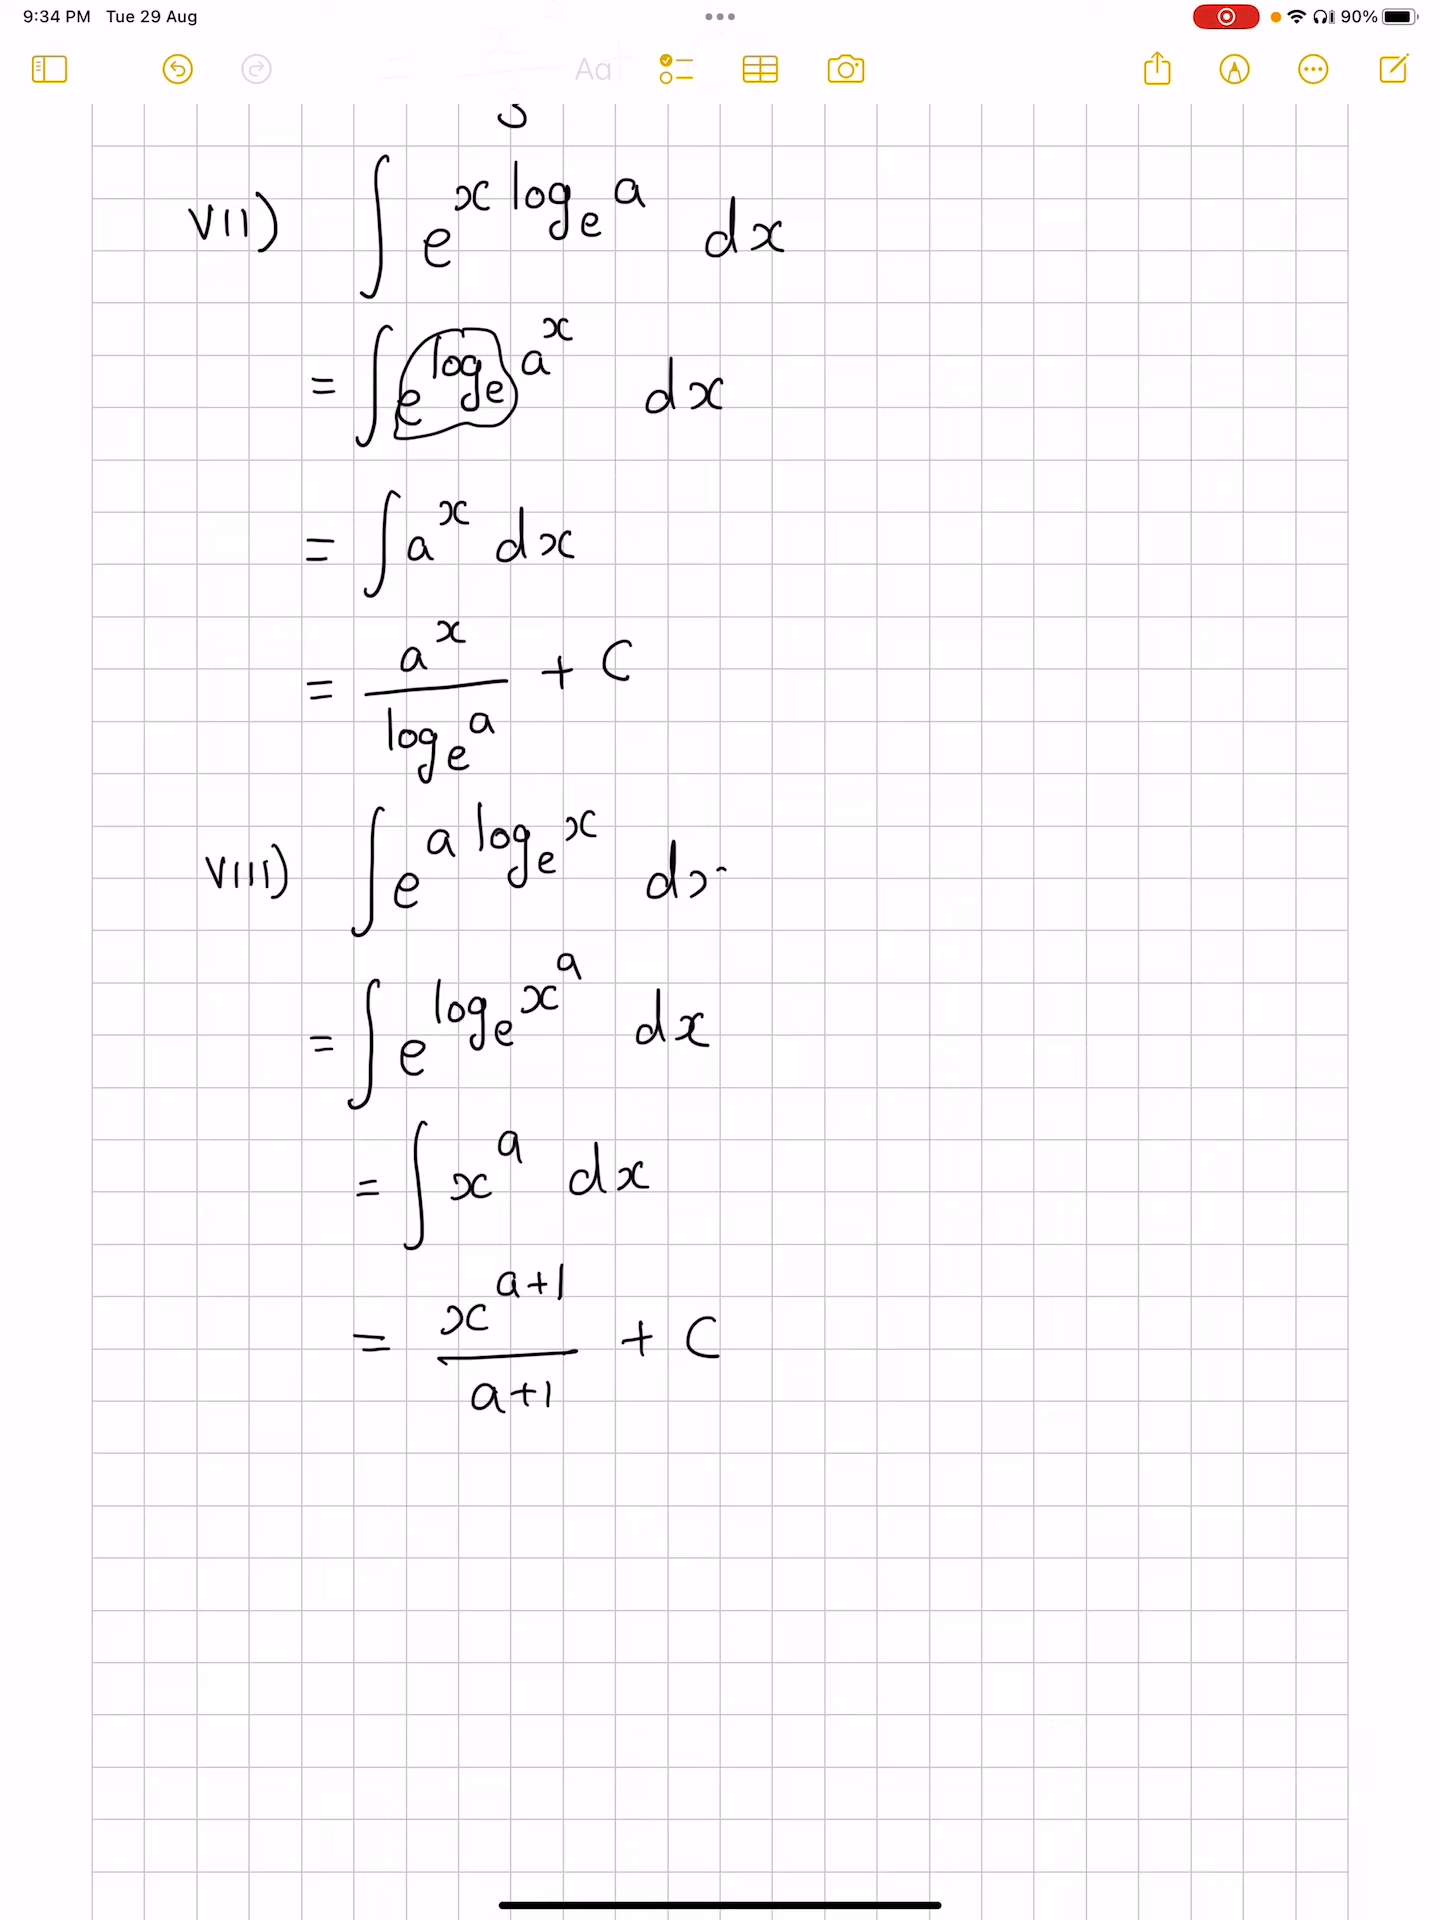 9:34 PM Tue 29 Aug 90%
Aa
VII) ∫ e^{x log_e a} dx
= ∫ e^{log_e a^x} dx
= ∫ a^x dx
= a^x / log_e a + C
VIII) ∫ e^{a log_e x} dx
= ∫ e^{log_e x^a} dx
= ∫ x^a dx
= x^{a+1} / a+1 + C